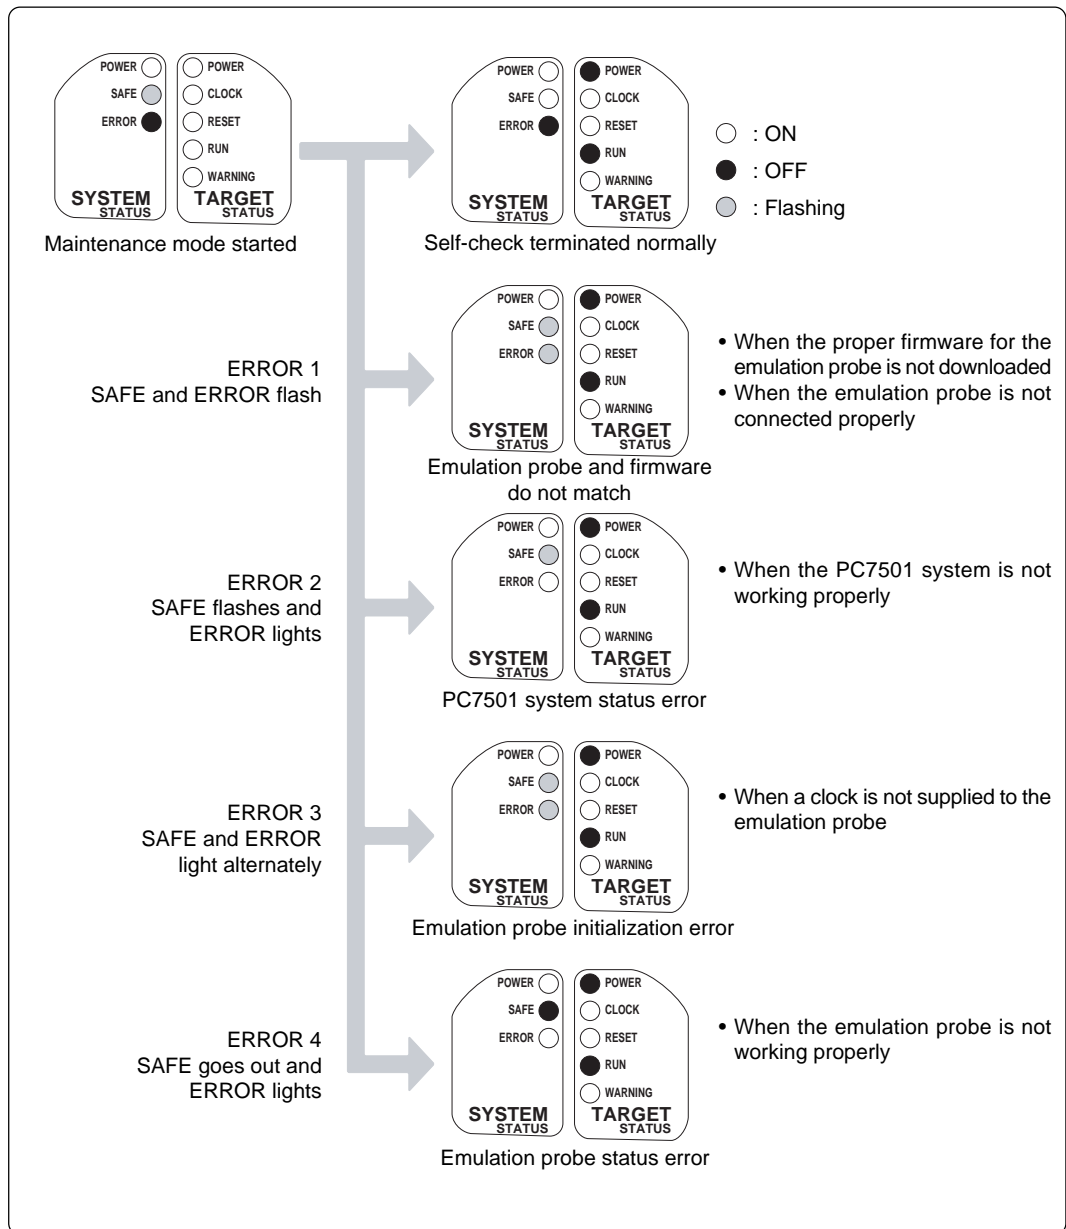 POWER
SAFE
ERROR
SYSTEM
STATUS
POWER
CLOCK
RESET
RUN
WARNING
TARGET
STATUS
Maintenance mode started
POWER
SAFE
ERROR
SYSTEM
STATUS
POWER
CLOCK
RESET
RUN
WARNING
TARGET
STATUS
Self-check terminated normally
: ON
: OFF
: Flashing
ERROR 1
SAFE and ERROR flash
POWER
SAFE
ERROR
SYSTEM
STATUS
POWER
CLOCK
RESET
RUN
WARNING
TARGET
STATUS
Emulation probe and firmware
do not match
• When the proper firmware for the
emulation probe is not downloaded
• When the emulation probe is not
connected properly
ERROR 2
SAFE flashes and
ERROR lights
POWER
SAFE
ERROR
SYSTEM
STATUS
POWER
CLOCK
RESET
RUN
WARNING
TARGET
STATUS
PC7501 system status error
• When the PC7501 system is not
working properly
ERROR 3
SAFE and ERROR
light alternately
POWER
SAFE
ERROR
SYSTEM
STATUS
POWER
CLOCK
RESET
RUN
WARNING
TARGET
STATUS
Emulation probe initialization error
• When a clock is not supplied to the
emulation probe
ERROR 4
SAFE goes out and
ERROR lights
POWER
SAFE
ERROR
SYSTEM
STATUS
POWER
CLOCK
RESET
RUN
WARNING
TARGET
STATUS
Emulation probe status error
• When the emulation probe is not
working properly